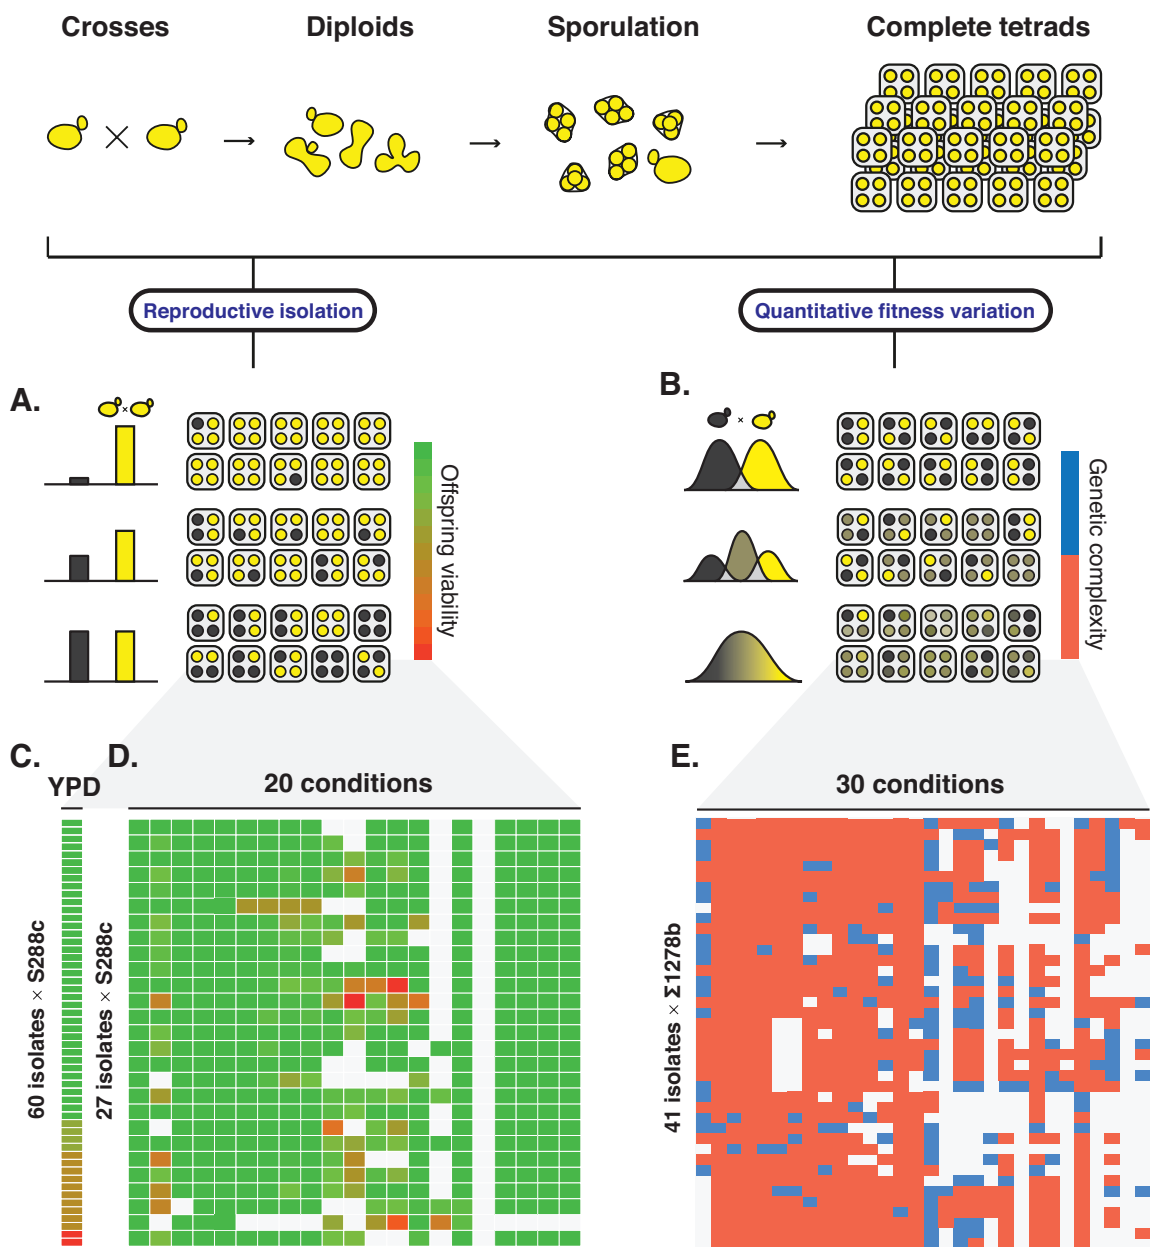 Crosses
Diploids
Sporulation
Complete tetrads
Reproductive isolation
Quantitative fitness variation
A.
B.
Offspring viability
Genetic complexity
C.
D.
E.
YPD
20 conditions
30 conditions
60 isolates × S288c
27 isolates × S288c
41 isolates × Σ1278b